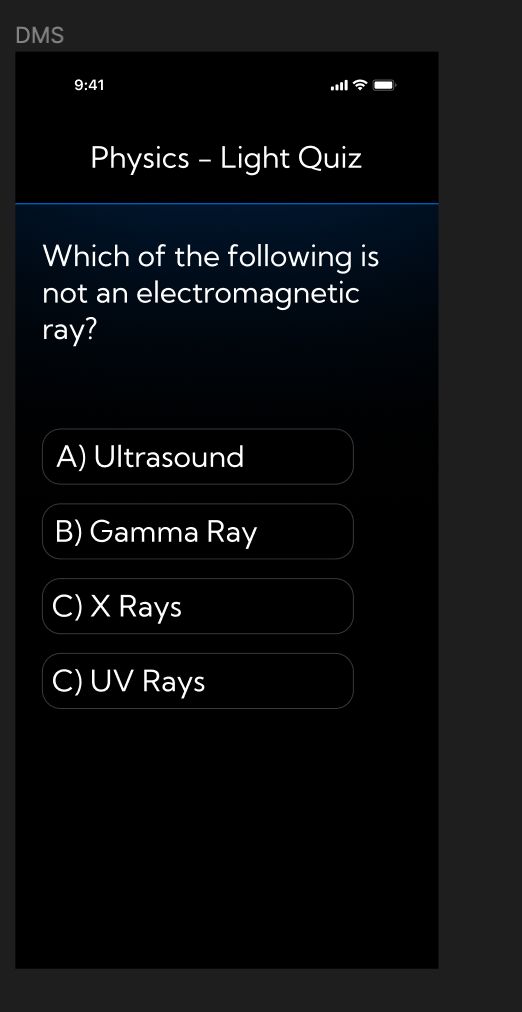 DMS
9:41
Physics - Light Quiz
Which of the following is
not an electromagnetic
ray?
A) Ultrasound
B) Gamma Ray
C) X Rays
C) UV Rays